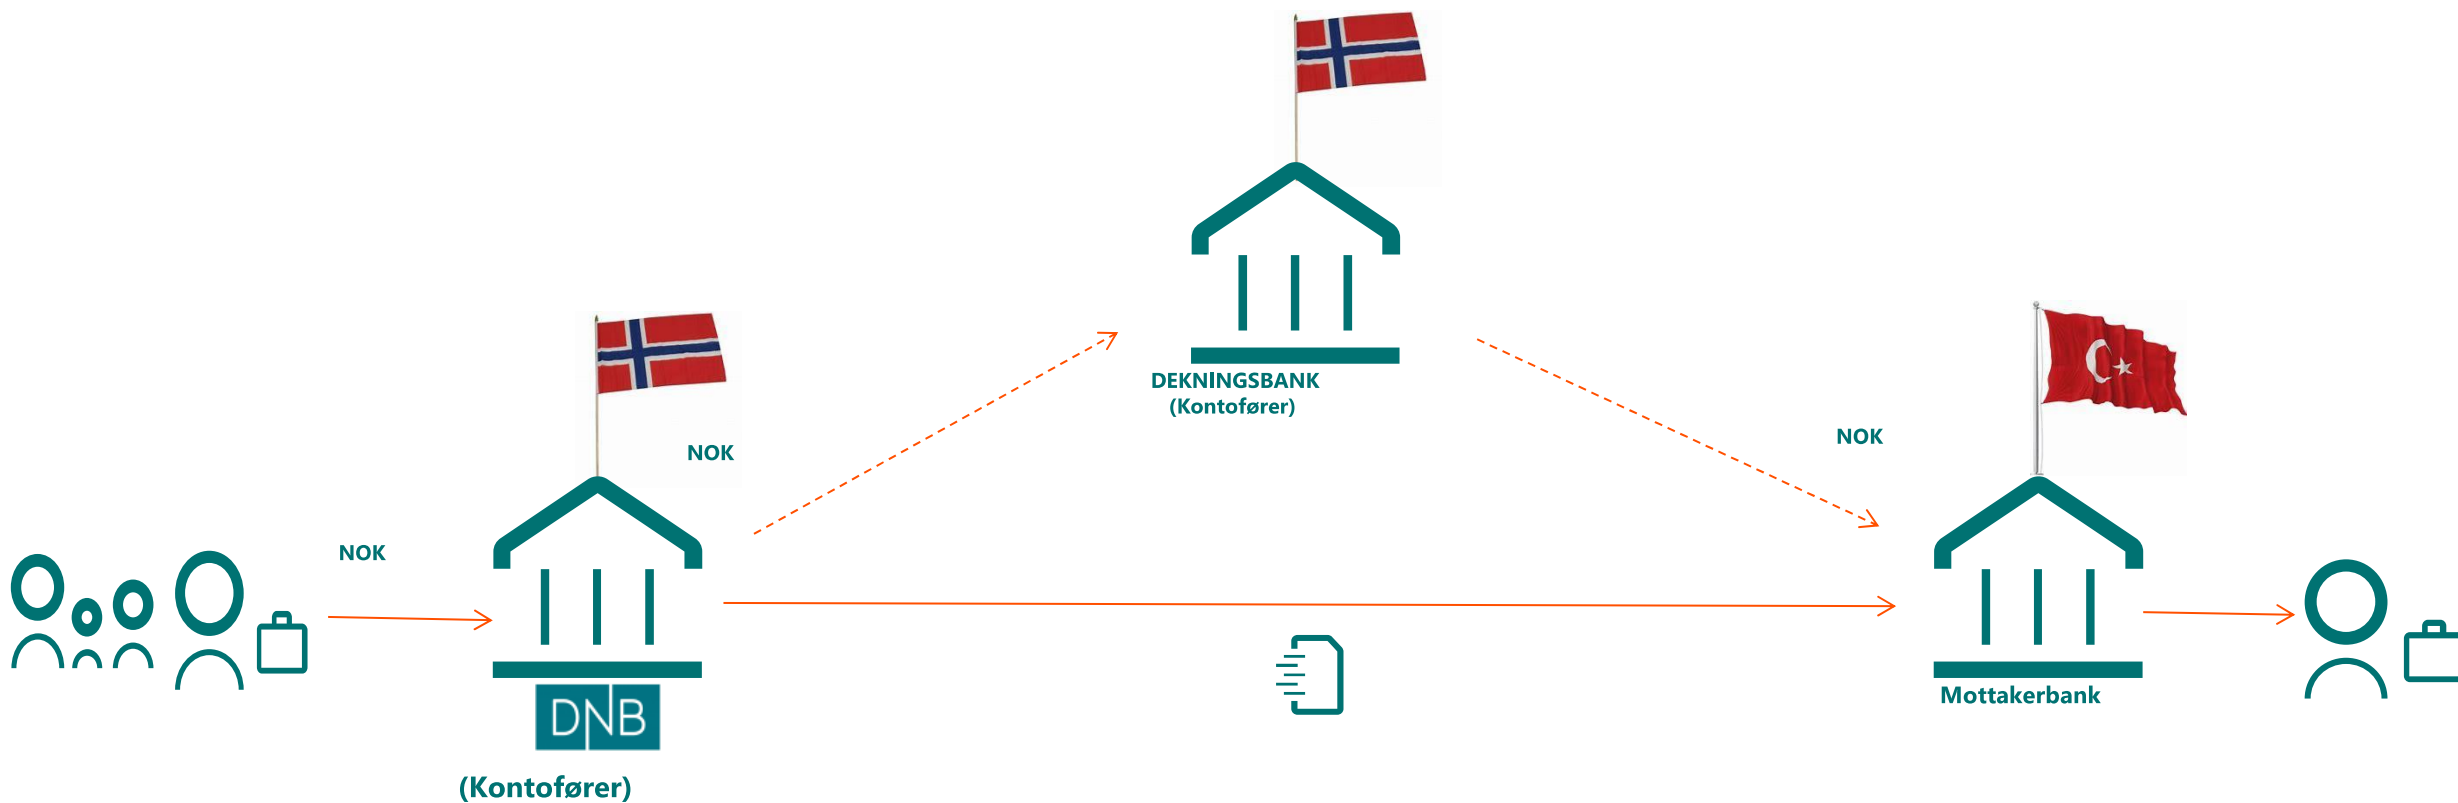 DEKNINGSBANK
(Kontofører)
NOK
NOK
NOK
DNB
Mottakerbank
(Kontofører)